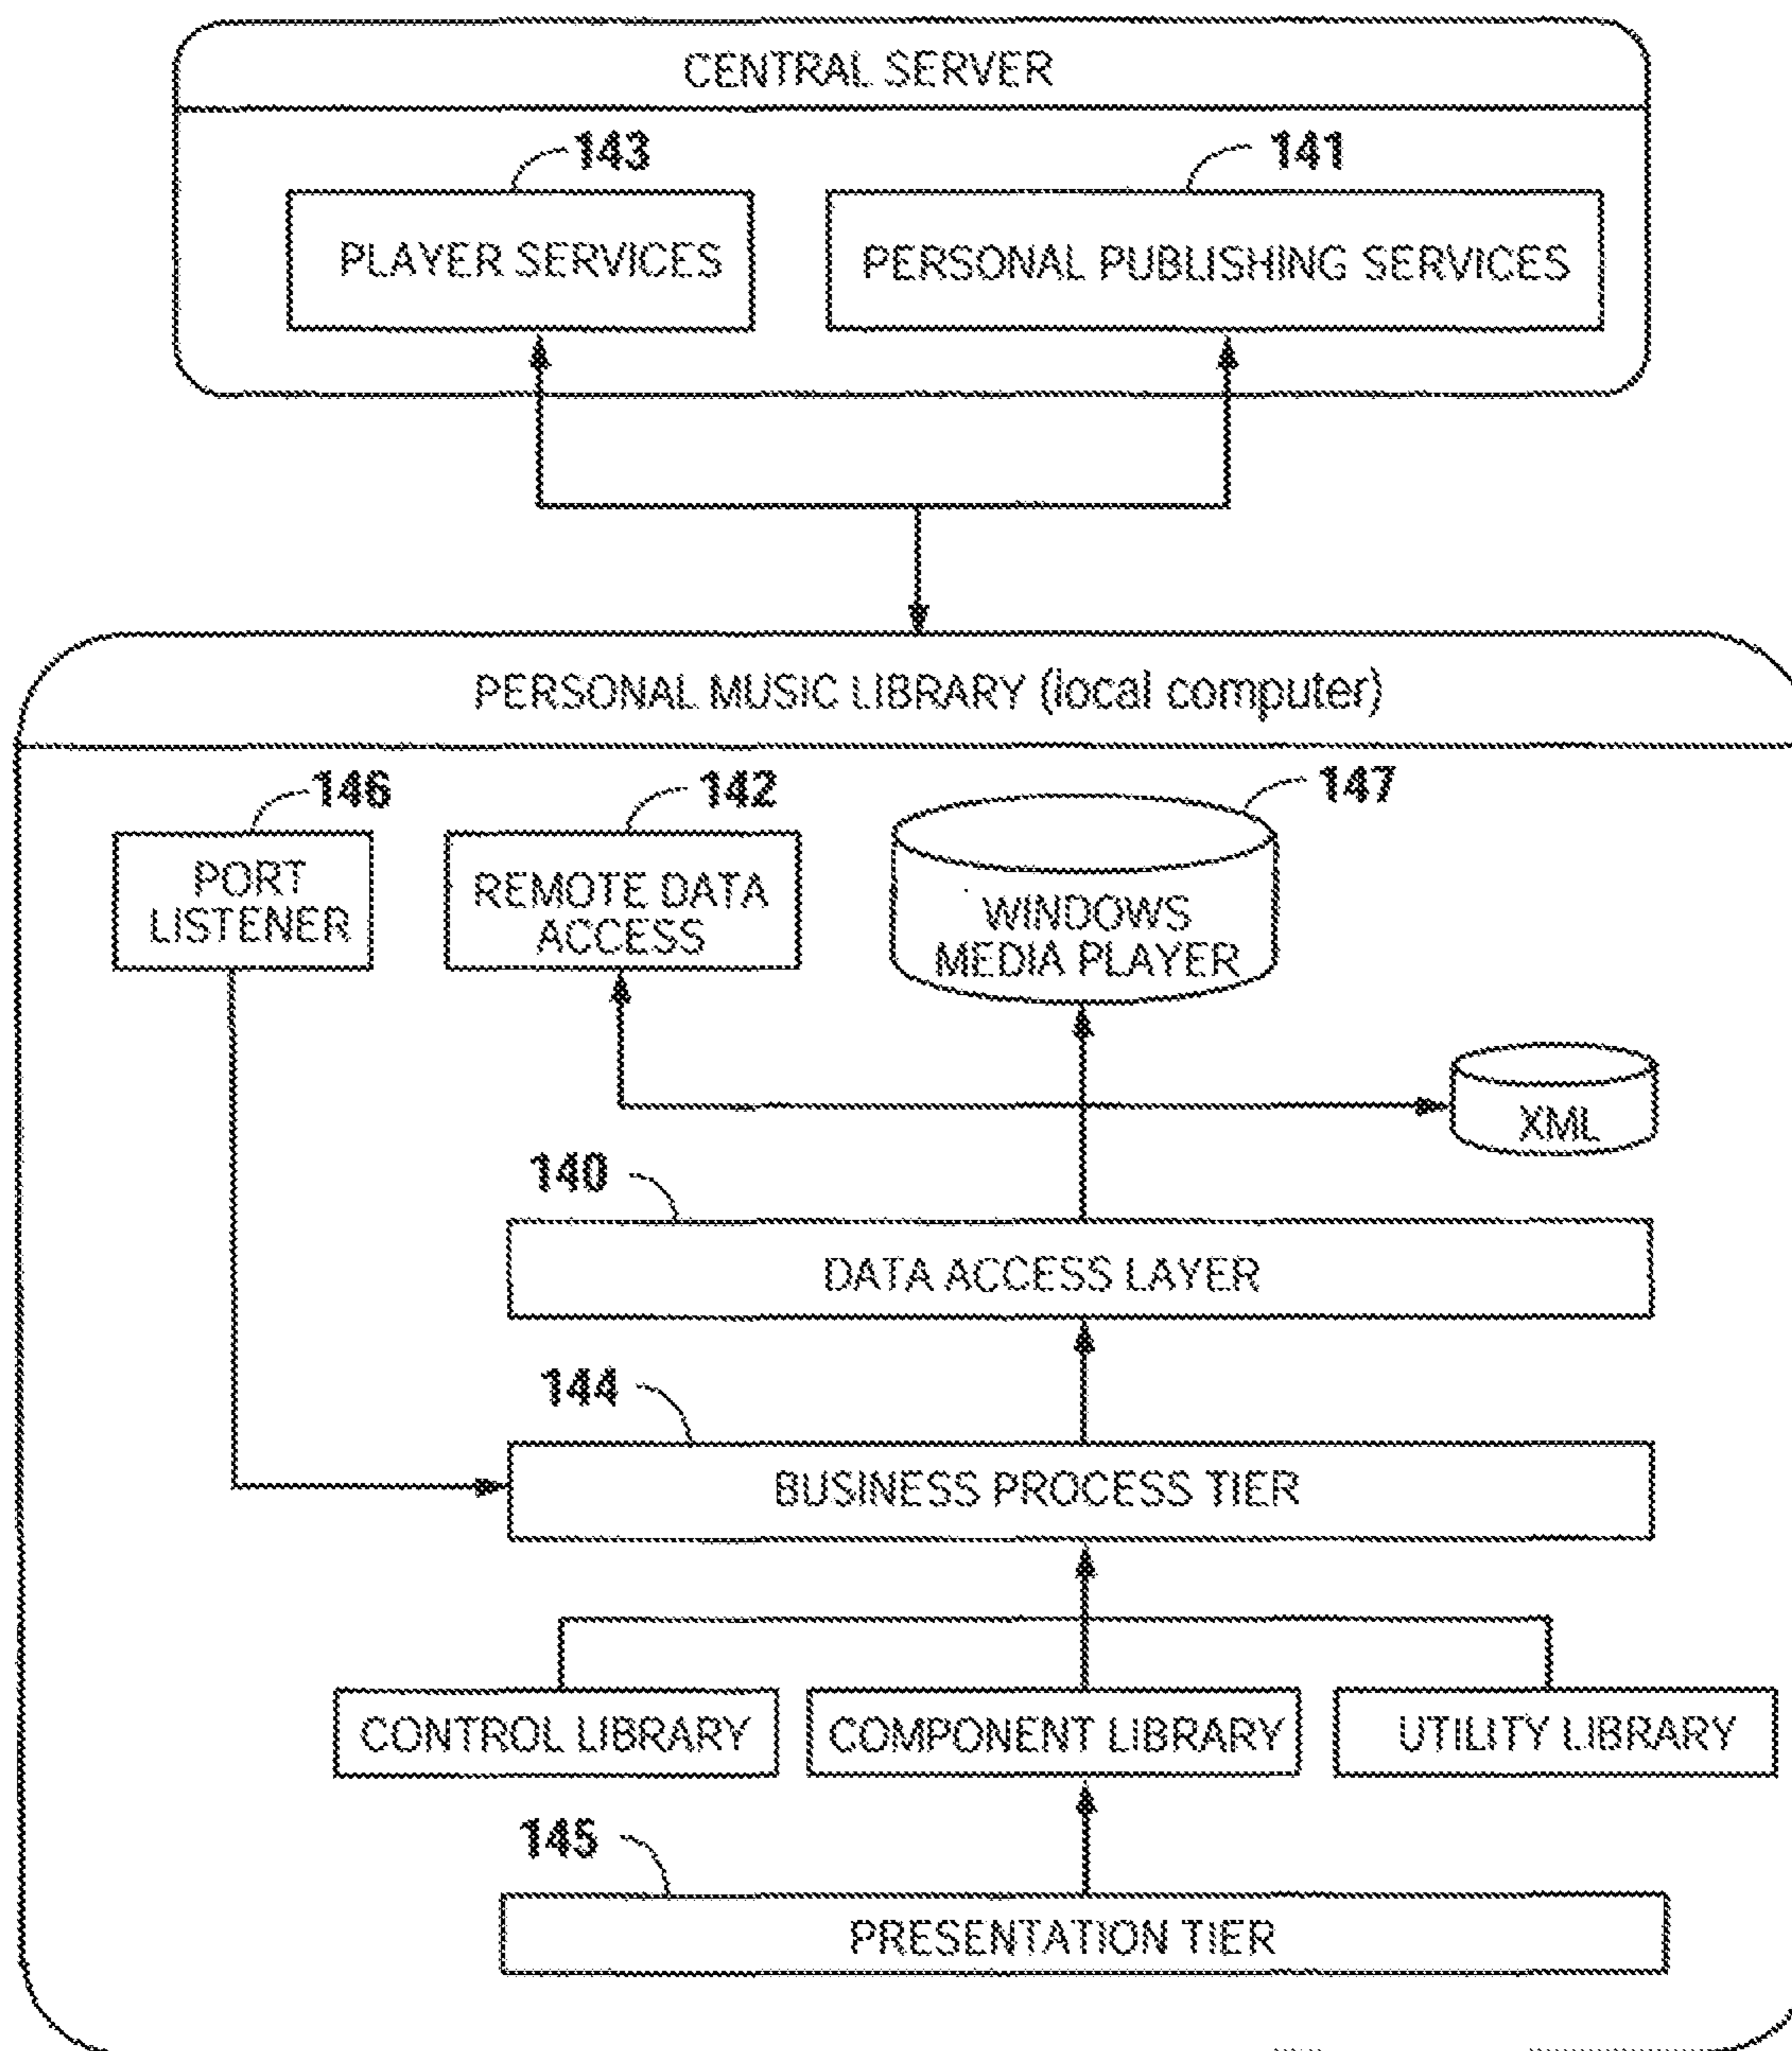 CENTRAL SERVER
143
141
PLAYER SERVICES
PERSONAL PUBLISHING SERVICES
PERSONAL MUSIC LIBRARY (local computer)
146
142
147
PORT
LISTENER
REMOTE DATA
ACCESS
WINDOWS
MEDIA PLAYER
XML
140
DATA ACCESS LAYER
144
BUSINESS PROCESS TIER
CONTROL LIBRARY
COMPONENT LIBRARY
UTILITY LIBRARY
145
PRESENTATION TIER